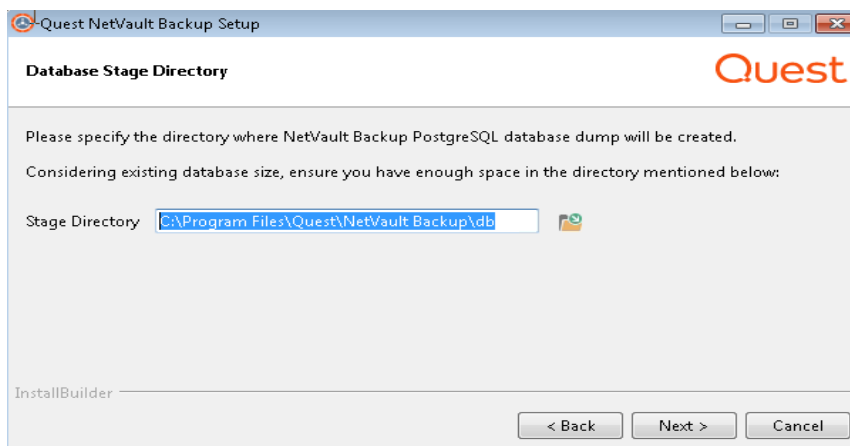 Quest NetVault Backup Setup
Database Stage Directory
Quest
Please specify the directory where NetVault Backup PostgreSQL database dump will be created.
Considering existing database size, ensure you have enough space in the directory mentioned below:
Stage Directory C:\Program Files\Quest\NetVault Backup\db
InstallBuilder
< Back Next > Cancel